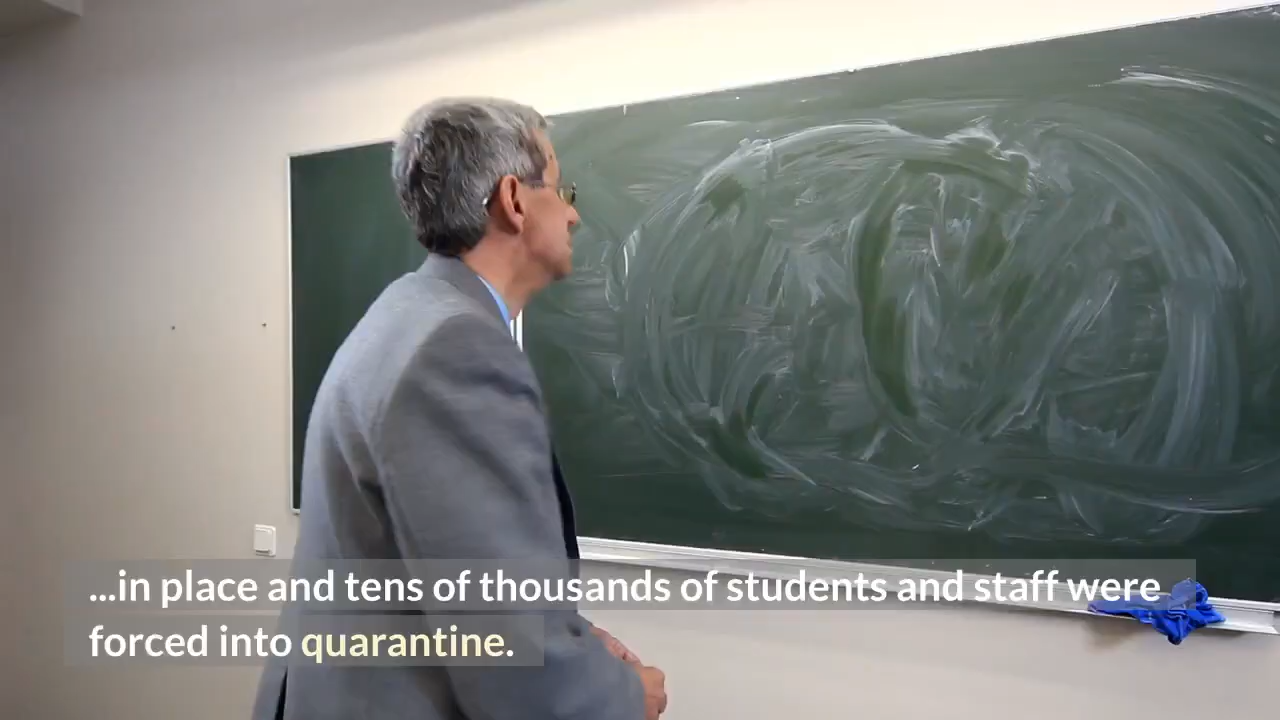 …in place and tens of thousands of students and staff were
forced into quarantine.